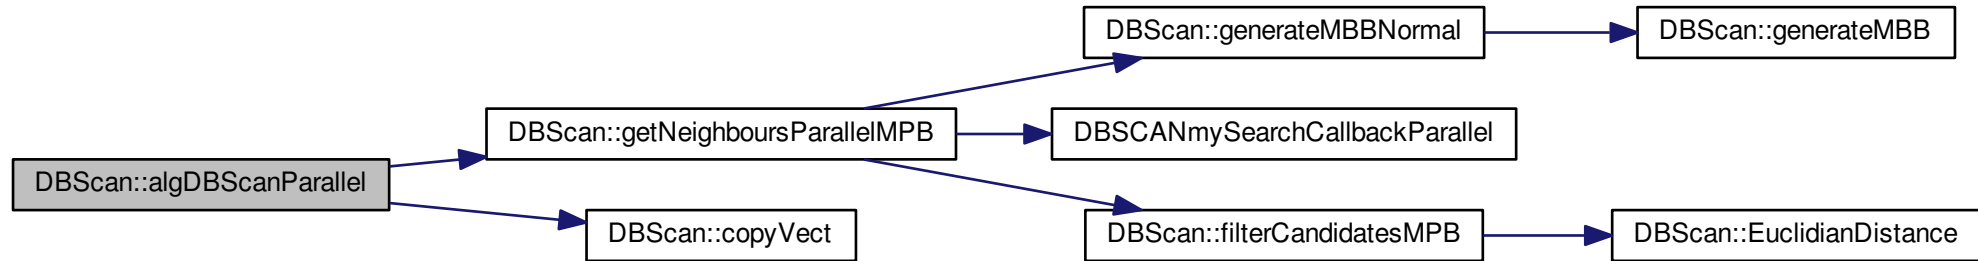 DBScan::generateMBBNormal
DBScan::generateMBB
DBScan::getNeighboursParallelMPB
DBSCANmySearchCallbackParallel
DBScan::algDBScanParallel
DBScan::copyVect
DBScan::filterCandidatesMPB
DBScan::EuclidianDistance